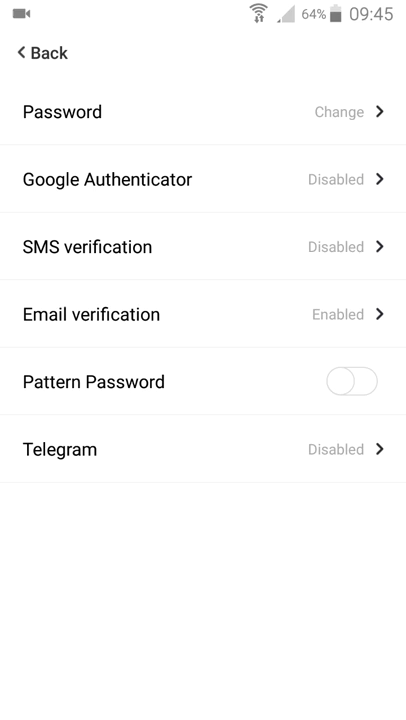 64% 09:45
Back
Password Change
Google Authenticator Disabled
SMS verification Disabled
Email verification Enabled
Pattern Password
Telegram Disabled